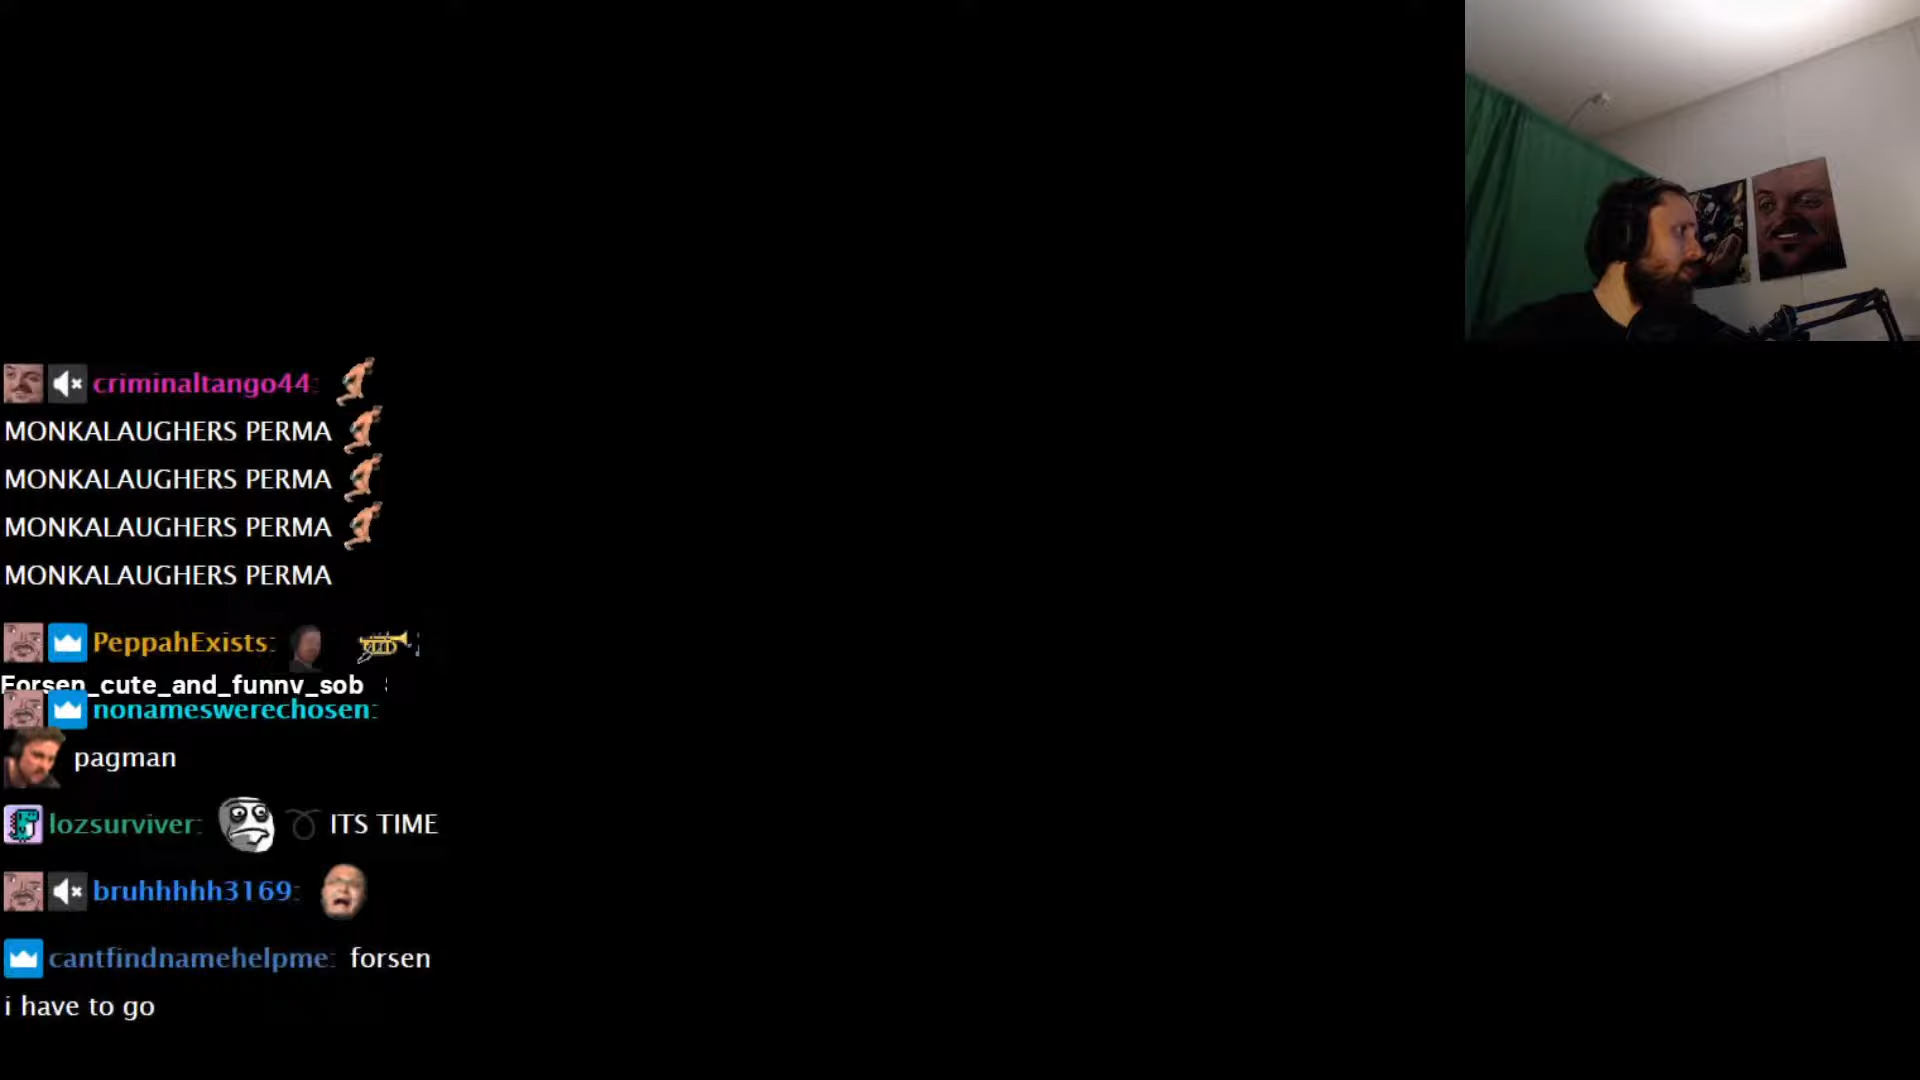 criminaltango44:
MONKALAUGHERS PERMA
MONKALAUGHERS PERMA
MONKALAUGHERS PERMA
MONKALAUGHERS PERMA
PeppahExists:
Forsen_cute_and_funny_sob
nonameswerechosen:
pagman
lozsurviver: ITS TIME
bruhhhhh3169:
cantfindnamehelpme: forsen
i have to go